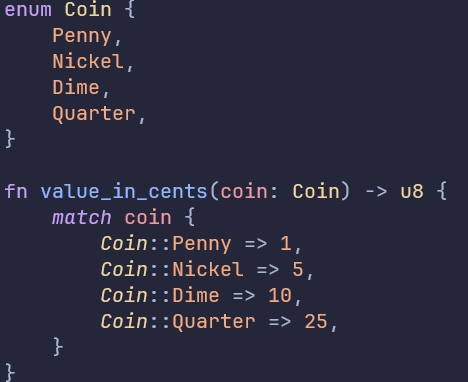 enum Coin {
    Penny,
    Nickel,
    Dime,
    Quarter,
}

fn value_in_cents(coin: Coin) -> u8 {
    match coin {
        Coin::Penny => 1,
        Coin::Nickel => 5,
        Coin::Dime => 10,
        Coin::Quarter => 25,
    }
}